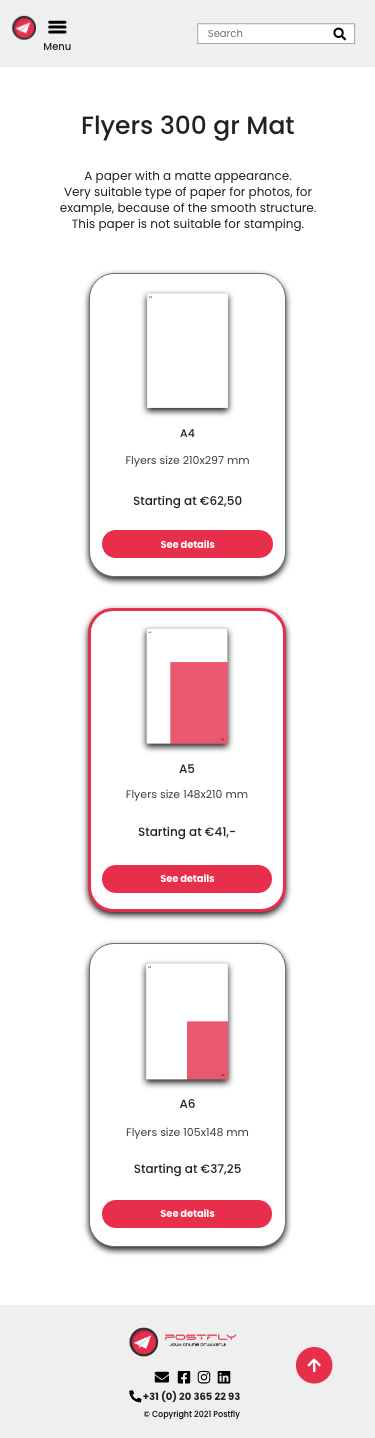 Menu
Search
Flyers 300 gr Mat
A paper with a matte appearance.
Very suitable type of paper for photos, for
example, because of the smooth structure.
This paper is not suitable for stamping.
A4
Flyers size 210x297 mm
Starting at €62,50
See details
A5
Flyers size 148x210 mm
Starting at €41,-
See details
A6
Flyers size 105x148 mm
Starting at €37,25
See details
POSTFLY
JOUW ONLINE DRUKKERIJ!
+31 (0) 20 365 22 93
© Copyright 2021 Postfly